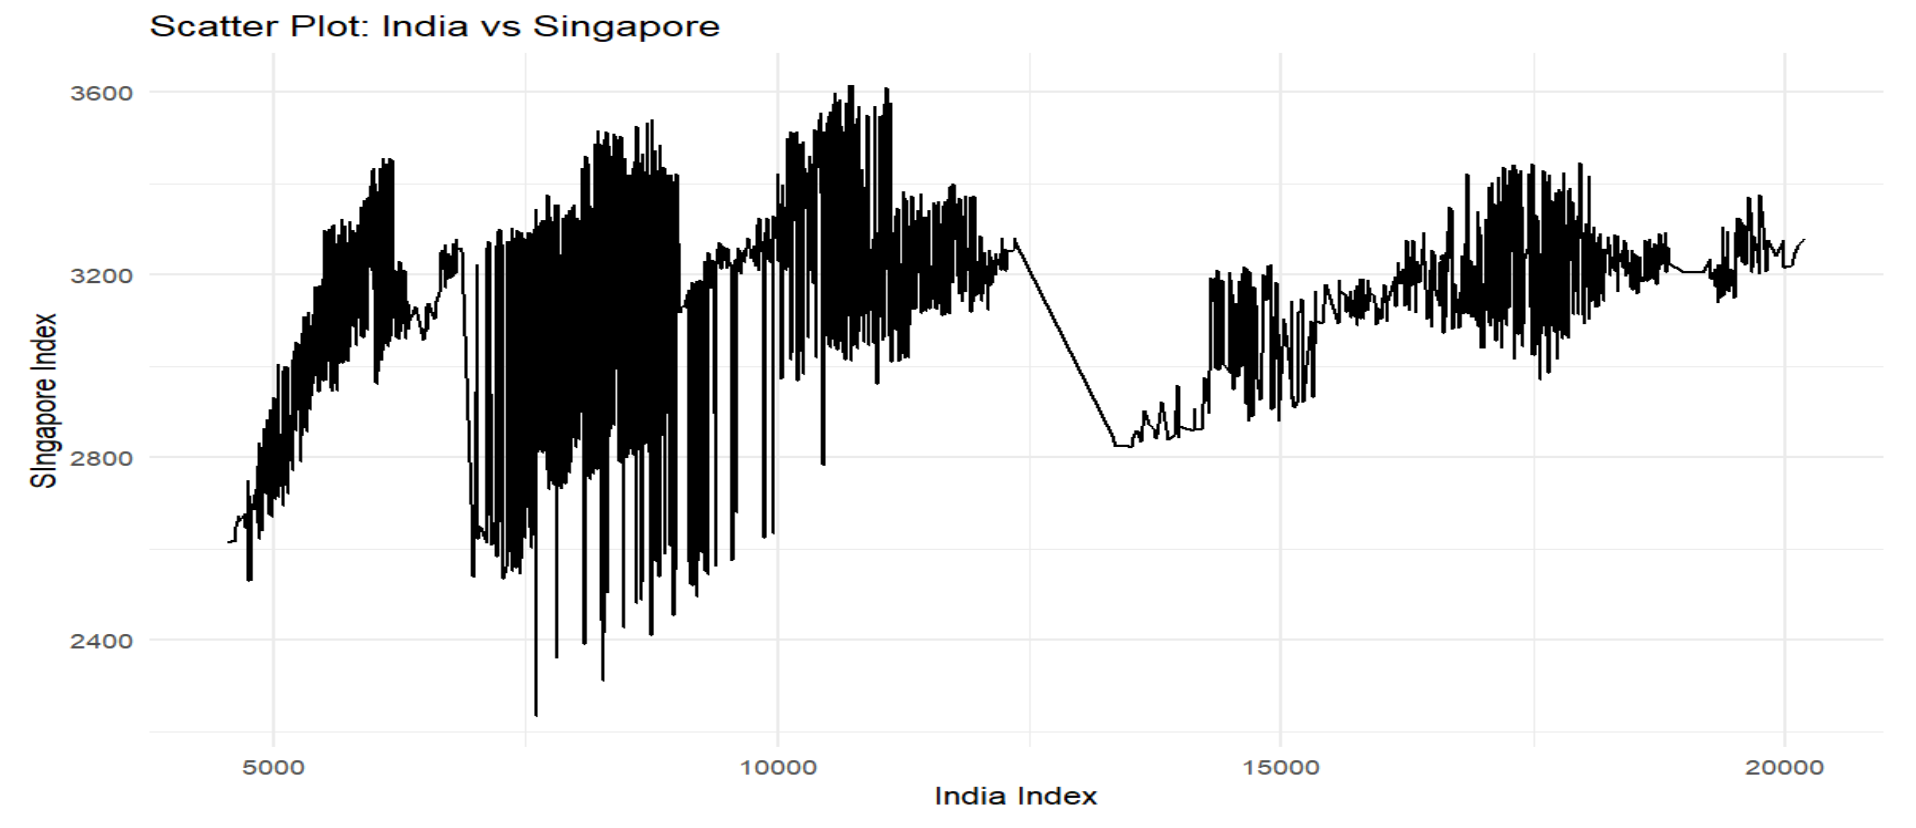 Scatter Plot: India vs Singapore
3600
3200
2800
2400
SIngapore Index
5000 10000 15000 20000
India Index